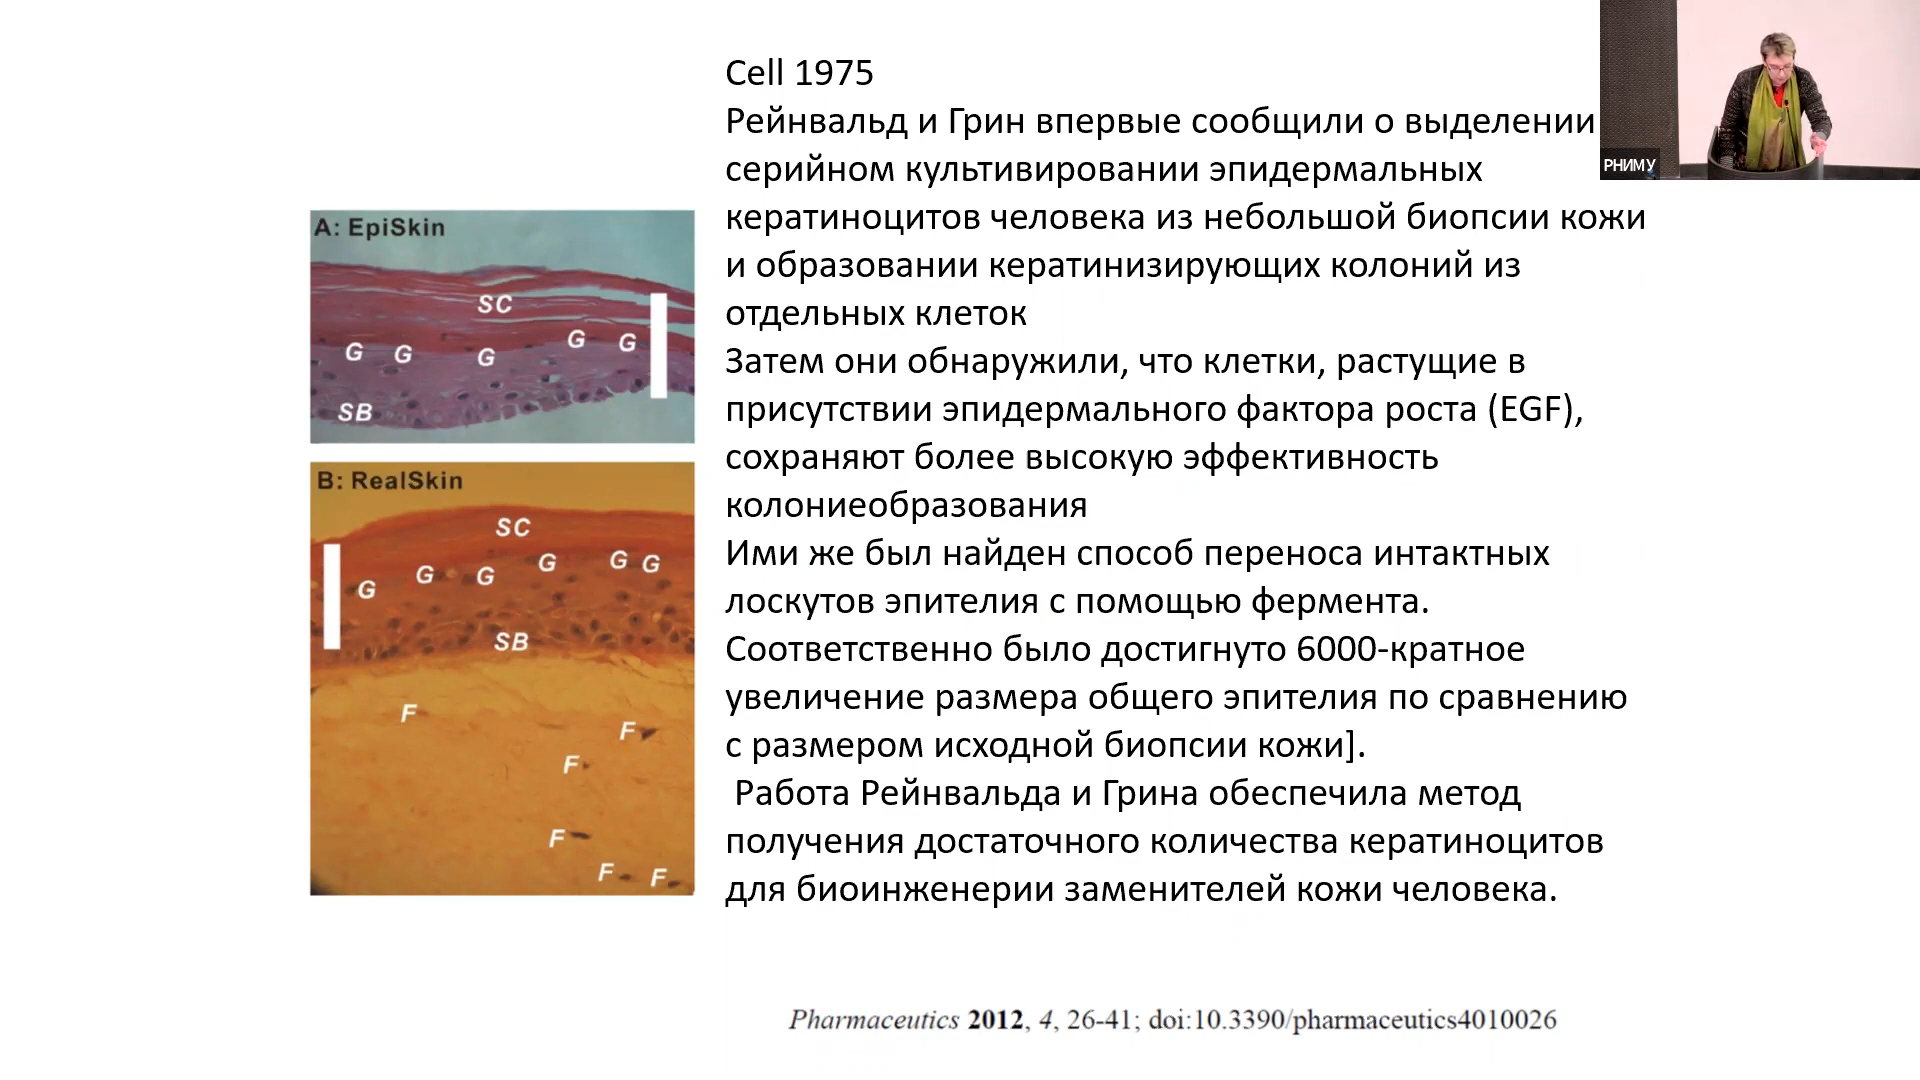 Cell 1975
Рейнвальд и Грин впервые сообщили о выделении
серийном культивировании эпидермальных
кератиноцитов человека из небольшой биопсии кожи
и образовании кератинизирующих колоний из
отдельных клеток
Затем они обнаружили, что клетки, растущие в
присутствии эпидермального фактора роста (EGF),
сохраняют более высокую эффективность
колониеобразования
Ими же был найден способ переноса интактных
лоскутов эпителия с помощью фермента.
Соответственно было достигнуто 6000-кратное
увеличение размера общего эпителия по сравнению
с размером исходной биопсии кожи].
Работа Рейнвальда и Грина обеспечила метод
получения достаточного количества кератиноцитов
для биоинженерии заменителей кожи человека.
A: EpiSkin
SC
G G G G G
SB
B: RealSkin
SC
G G G G G G
SB
F
F
F
F
F F
Pharmaceutics 2012, 4, 26-41; doi:10.3390/pharmaceutics4010026
РНИМУ